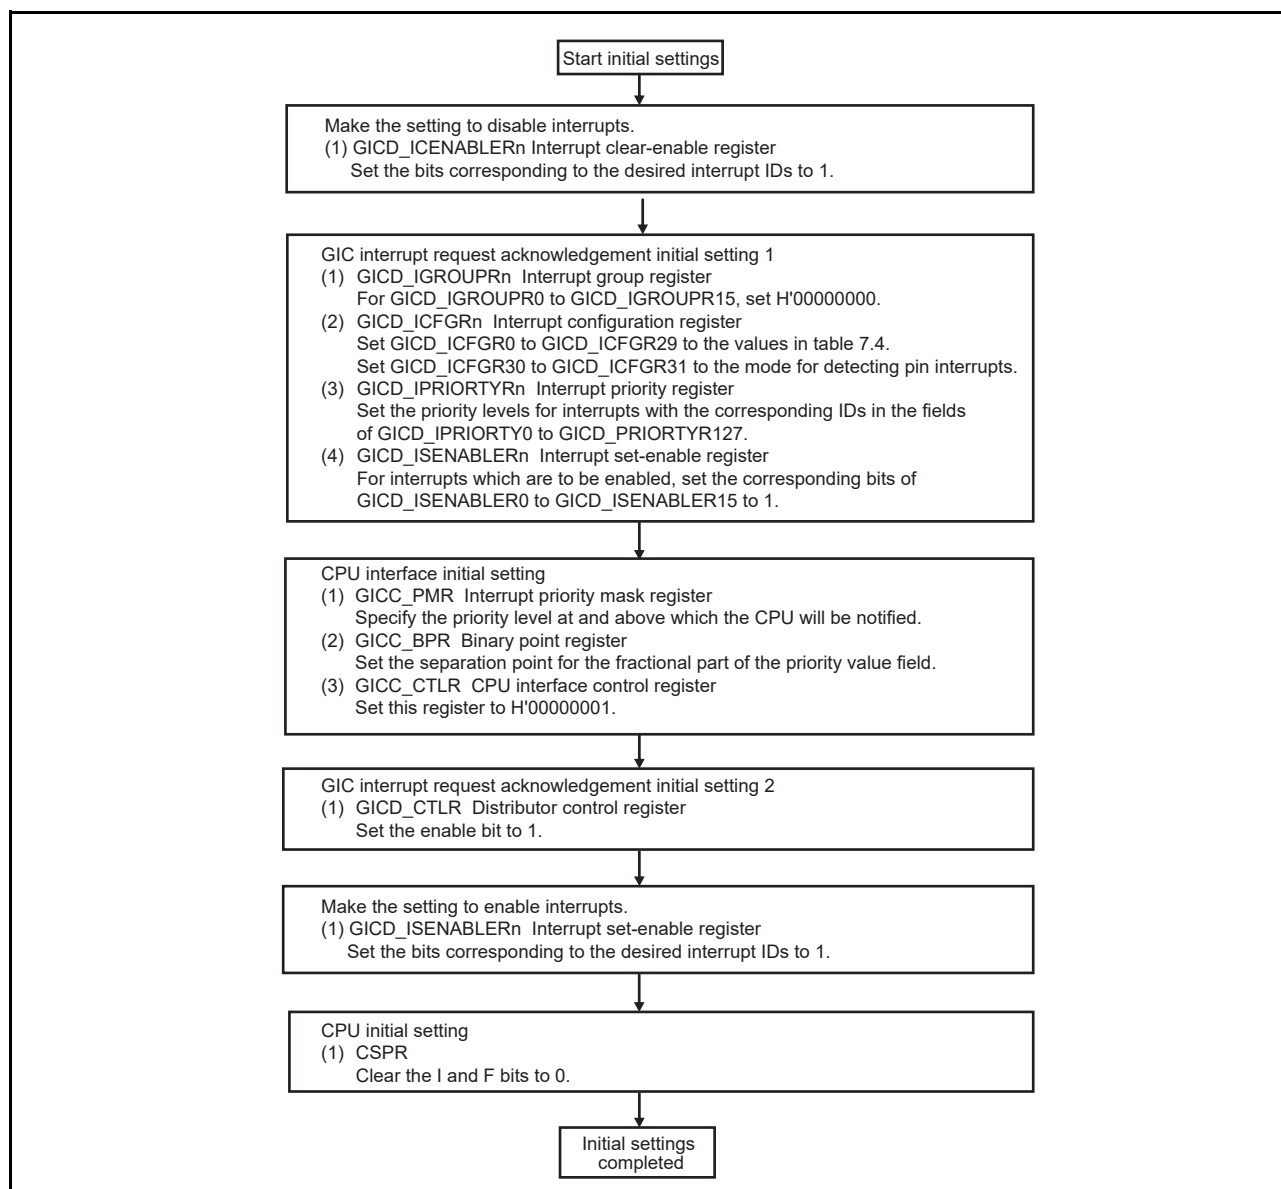 Start initial settings
Make the setting to disable interrupts.
(1) GICD_ICENABLERn Interrupt clear-enable register
Set the bits corresponding to the desired interrupt IDs to 1.
GIC interrupt request acknowledgement initial setting 1
(1) GICD_IGROUPRn Interrupt group register
For GICD_IGROUPR0 to GICD_IGROUPR15, set H'00000000.
(2) GICD_ICFGRn Interrupt configuration register
Set GICD_ICFGR0 to GICD_ICFGR29 to the values in table 7.4.
Set GICD_ICFGR30 to GICD_ICFGR31 to the mode for detecting pin interrupts.
(3) GICD_IPRIORTYRn Interrupt priority register
Set the priority levels for interrupts with the corresponding IDs in the fields
of GICD_IPRIORTY0 to GICD_PRIORTYR127.
(4) GICD_ISENABLERn Interrupt set-enable register
For interrupts which are to be enabled, set the corresponding bits of
GICD_ISENABLER0 to GICD_ISENABLER15 to 1.
CPU interface initial setting
(1) GICC_PMR Interrupt priority mask register
Specify the priority level at and above which the CPU will be notified.
(2) GICC_BPR Binary point register
Set the separation point for the fractional part of the priority value field.
(3) GICC_CTLR CPU interface control register
Set this register to H'00000001.
GIC interrupt request acknowledgement initial setting 2
(1) GICD_CTLR Distributor control register
Set the enable bit to 1.
Make the setting to enable interrupts.
(1) GICD_ISENABLERn Interrupt set-enable register
Set the bits corresponding to the desired interrupt IDs to 1.
CPU initial setting
(1) CSPR
Clear the I and F bits to 0.
Initial settings
completed